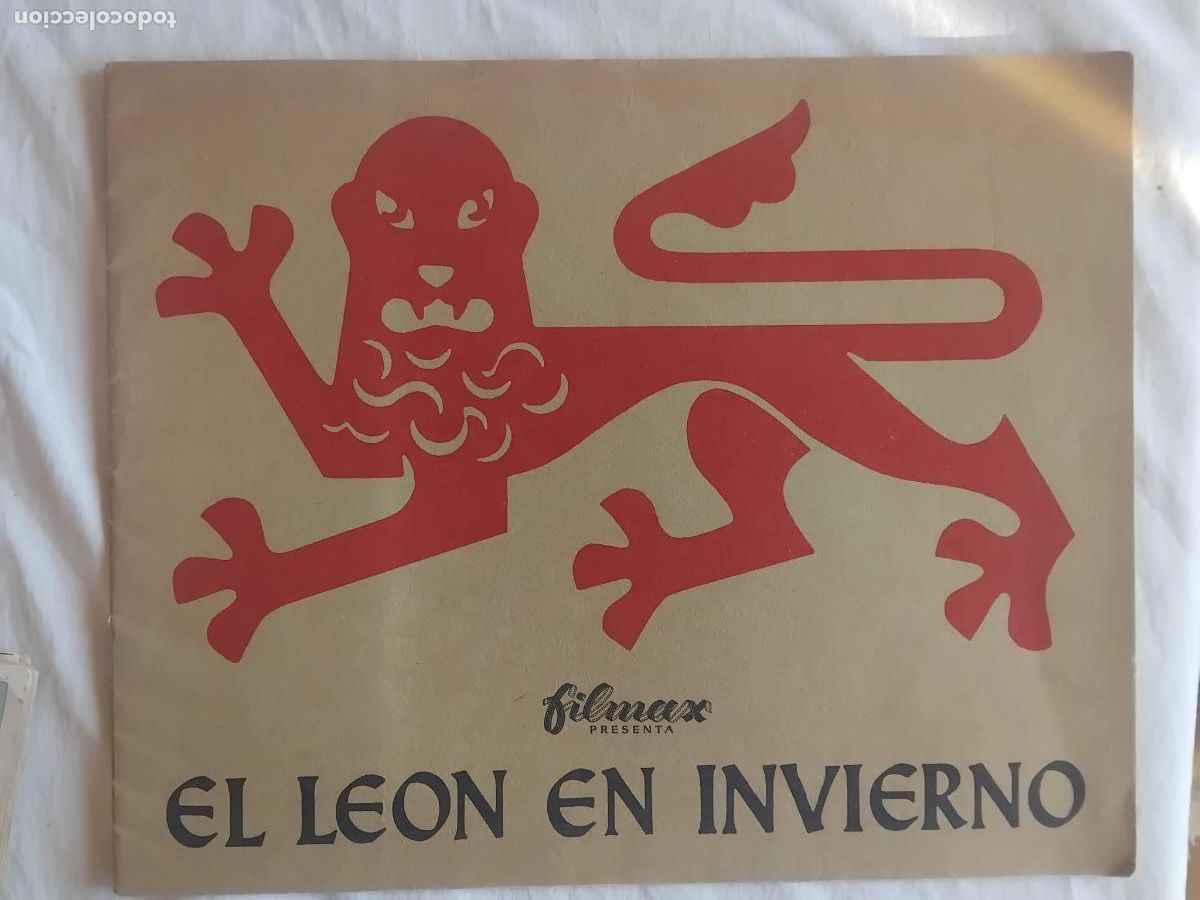 todocoleccion
filmax
PRESENTA
EL LEON EN INVIERNO